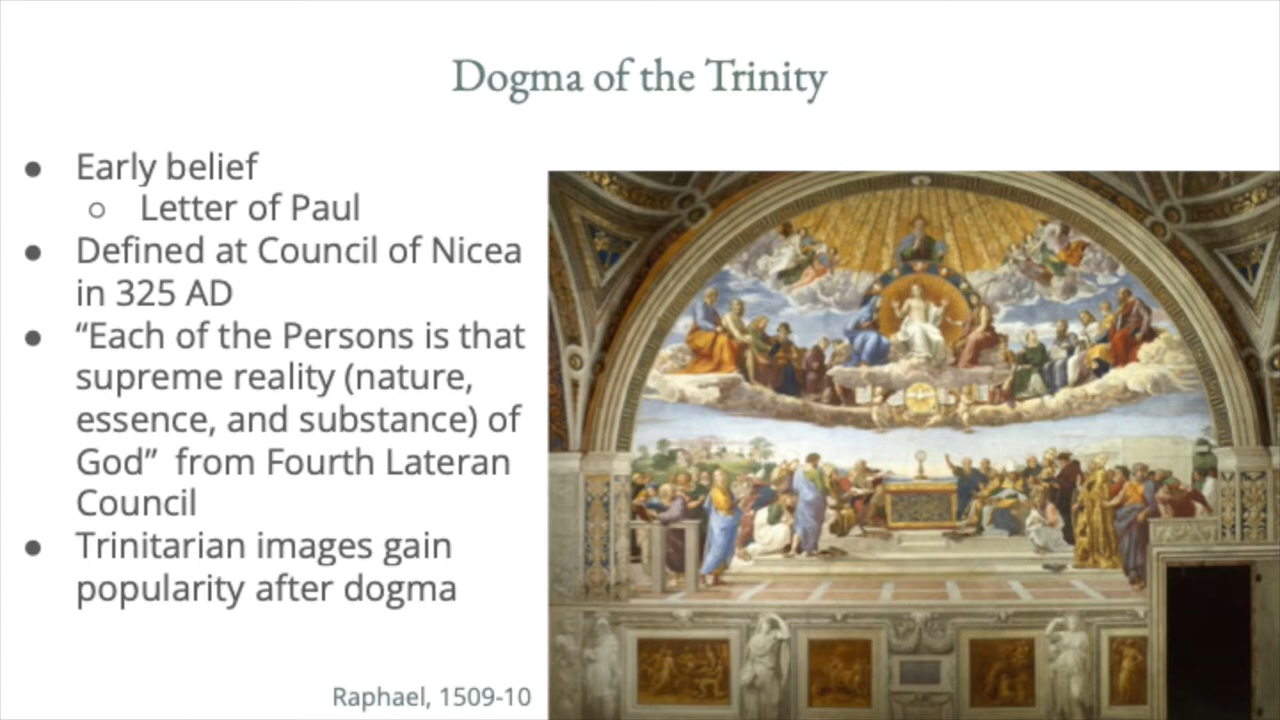 Dogma of the Trinity
● Early belief
○ Letter of Paul
● Defined at Council of Nicea
in 325 AD
● “Each of the Persons is that
supreme reality (nature,
essence, and substance) of
God” from Fourth Lateran
Council
● Trinitarian images gain
popularity after dogma
Raphael, 1509-10